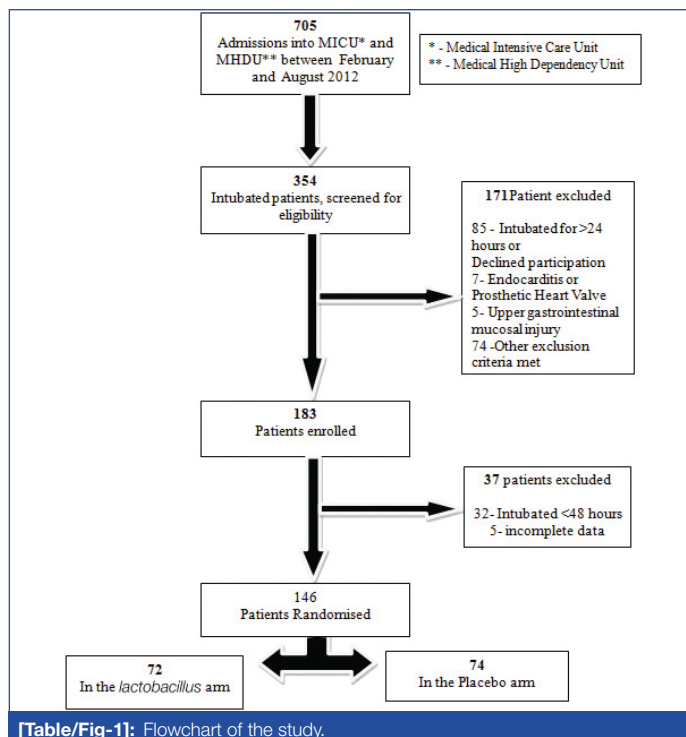 705
Admissions into MICU* and
MHDU** between February
and August 2012
* - Medical Intensive Care Unit
** - Medical High Dependency Unit
354
Intubated patients, screened for
eligibility
171Patient excluded
85 - Intubated for >24
hours or
Declined participation
7- Endocarditis or
Prosthetic Heart Valve
5- Upper gastrointestinal
mucosal injury
74 -Other exclusion
criteria met
183
Patients enrolled
37 patients excluded
32- Intubated <48 hours
5- incomplete data
146
Patients Randomised
72
In the lactobacillus arm
74
In the Placebo arm
[Table/Fig-1]: Flowchart of the study.